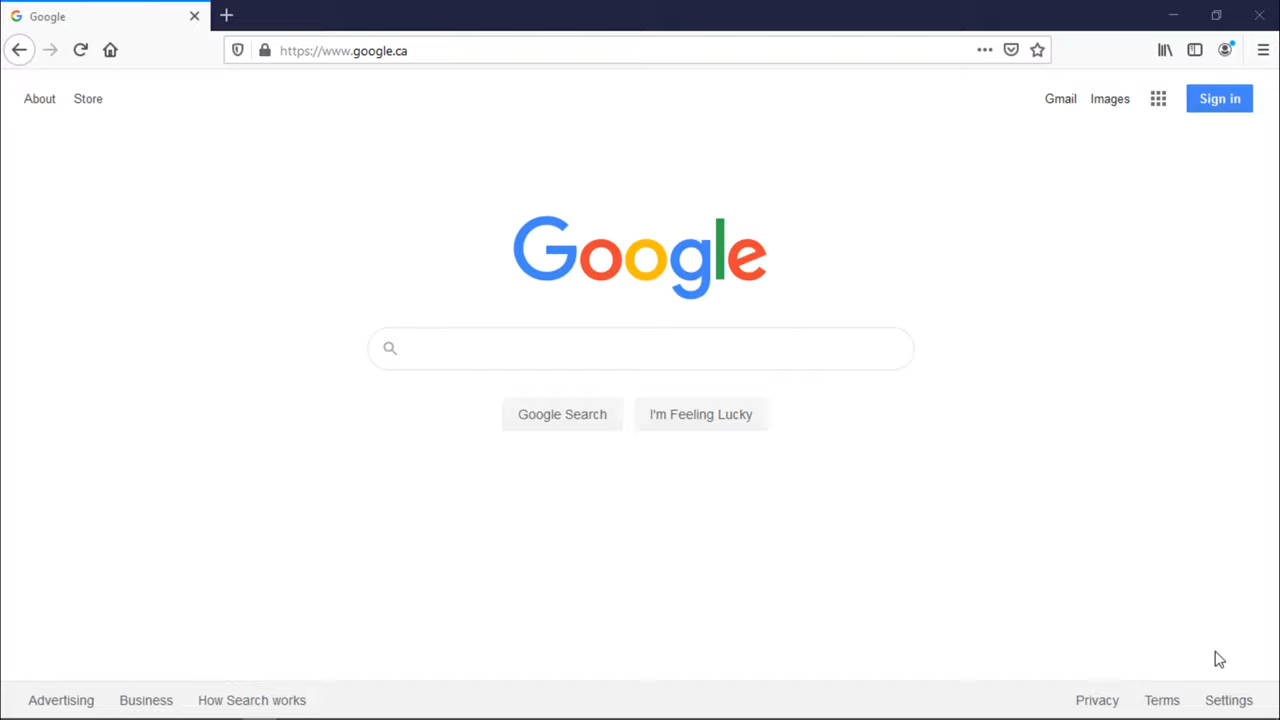 Google
https://www.google.ca
About Store
Gmail Images Sign in
Google
Google Search I'm Feeling Lucky
Advertising Business How Search works
Privacy Terms Settings